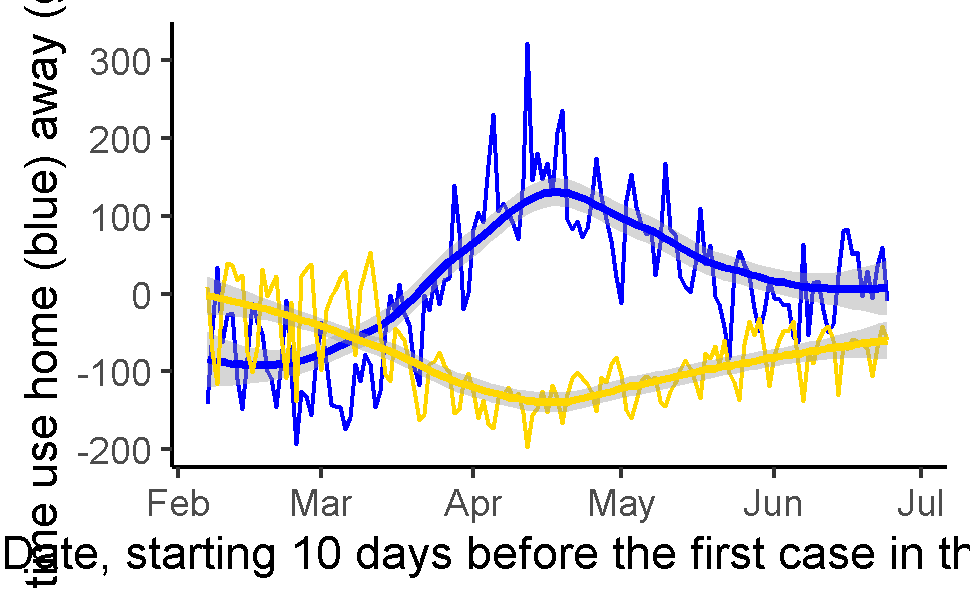 time use home (blue) away (
300
200
100
0
-100
-200
Feb Mar Apr May Jun Jul
Date, starting 10 days before the first case in th